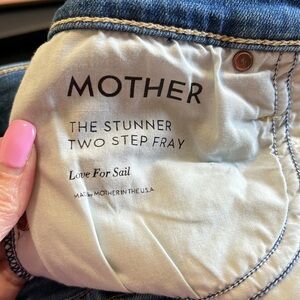 MOTHER
THE STUNNER
TWO STEP FRAY
Love For Sail
MADE by MOTHER IN THE U.S.A